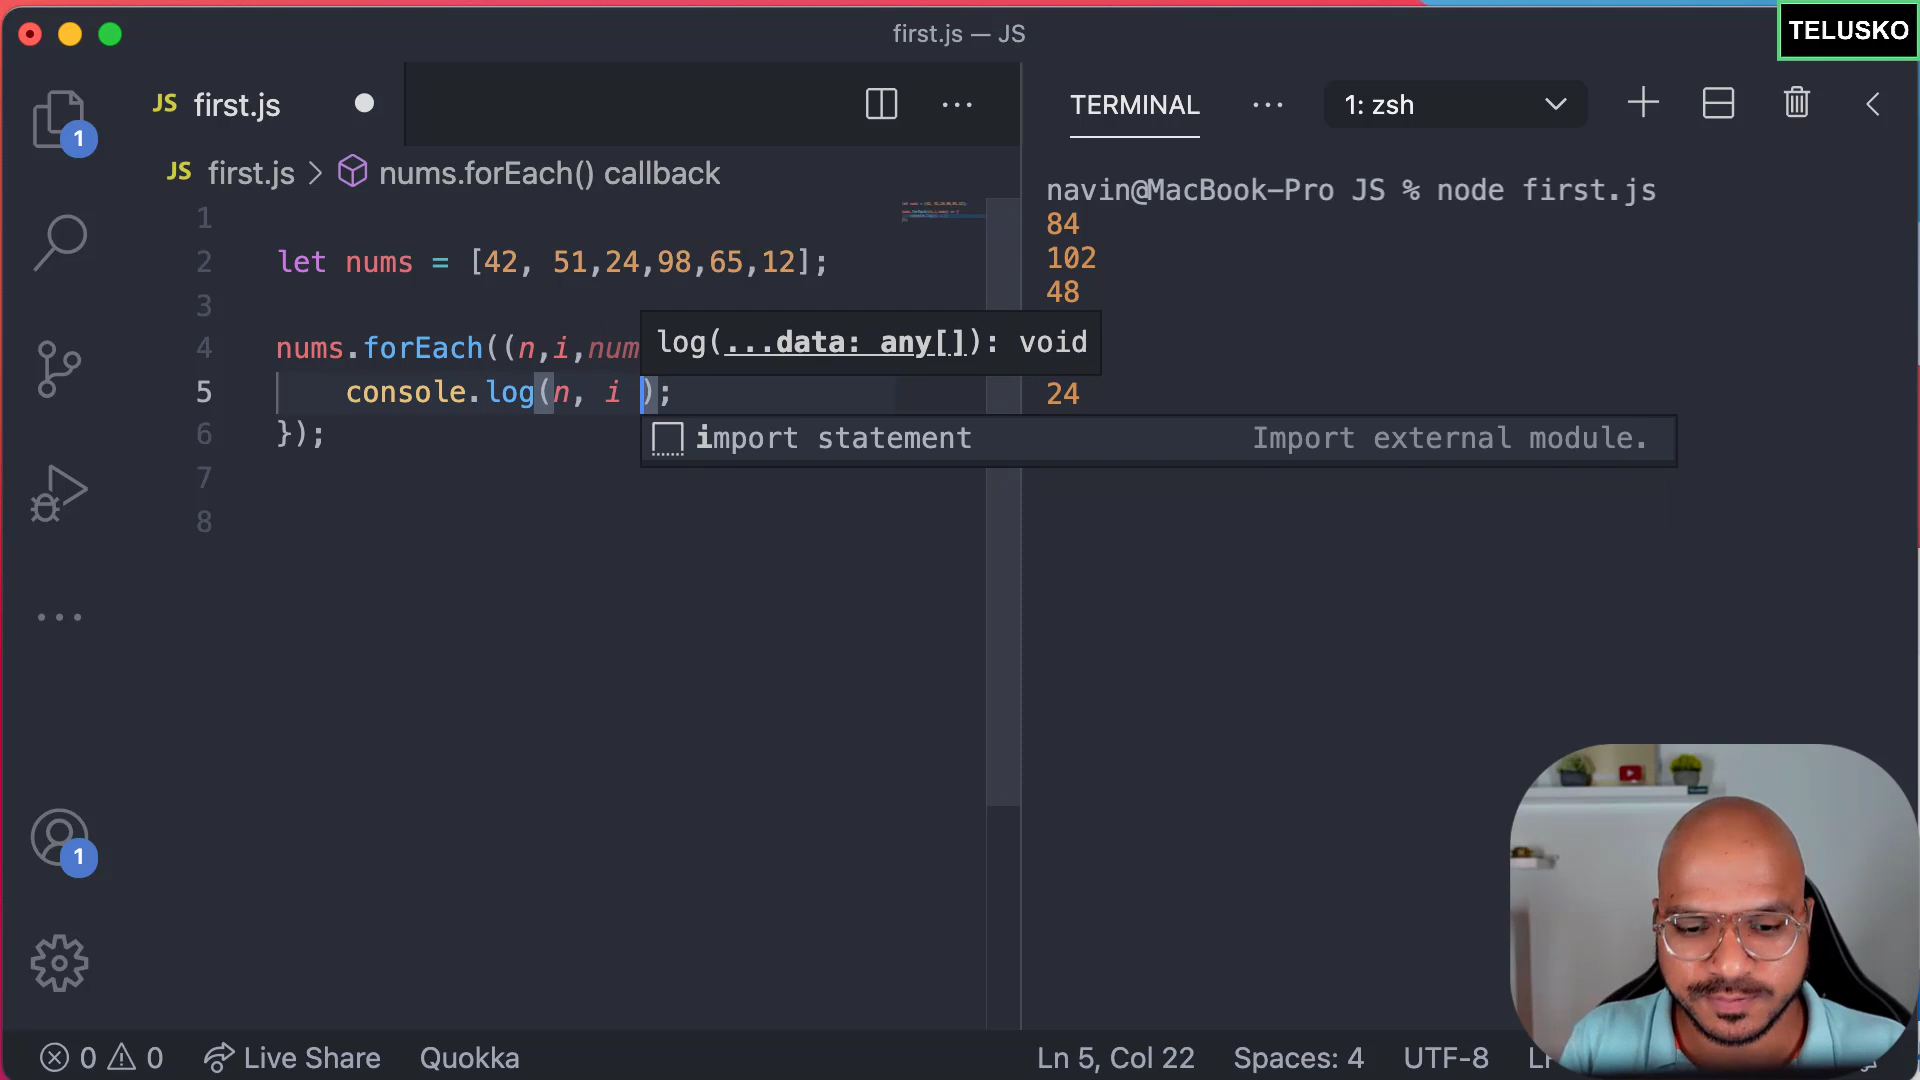 first.js — JS
TELUSKO
JS first.js
TERMINAL
1: zsh
1
JS first.js > nums.forEach() callback
navin@MacBook-Pro JS % node first.js
84
102
48
24
1
2 let nums = [42, 51,24,98,65,12];
3
4 nums.forEach((n,i,num
log(...data: any[]): void
5 console.log(n, i );
import statement Import external module.
6 });
7
8
1
0 0 Live Share Quokka
Ln 5, Col 22 Spaces: 4 UTF-8